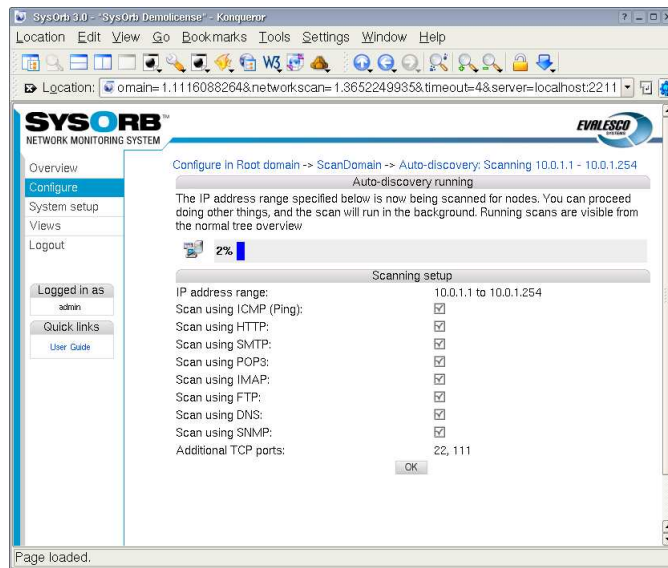 SysOrb 3.0 - "SysOrb Demolicense" - Konqueror
Location Edit View Go Bookmarks Tools Settings Window Help
Location: omain=1.1116088264&networkscan=1.3652249935&timeout=4&server=localhost:2211
SYSORB™
NETWORK MONITORING SYSTEM
EVALESCO
SYSTEMS
Overview
Configure
System setup
Views
Logout
Logged in as
admin
Quick links
User Guide
Configure in Root domain -> ScanDomain -> Auto-discovery: Scanning 10.0.1.1 - 10.0.1.254
Auto-discovery running
The IP address range specified below is now being scanned for nodes. You can proceed
doing other things, and the scan will run in the background. Running scans are visible from
the normal tree overview
2%
Scanning setup
IP address range: 10.0.1.1 to 10.0.1.254
Scan using ICMP (Ping):
Scan using HTTP:
Scan using SMTP:
Scan using POP3:
Scan using IMAP:
Scan using FTP:
Scan using DNS:
Scan using SNMP:
Additional TCP ports: 22, 111
OK
Page loaded.